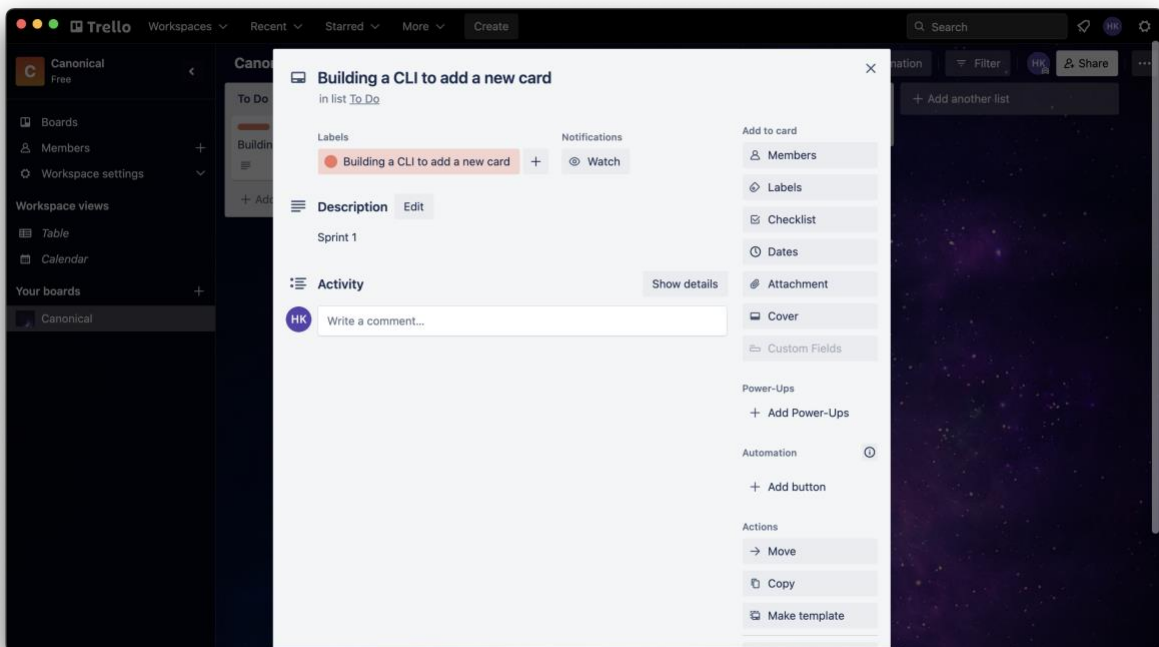 Trello Workspaces Recent Starred More Create Search HK
C Canonical
Free
Boards
Members
Workspace settings
Workspace views
Table
Calendar
Your boards
Canonical
To Do
Building a CLI to add a new card
in list To Do
Labels
Building a CLI to add a new card
Notifications
Watch
Description Edit
Sprint 1
Activity Show details
HK Write a comment...
Add to card
Members
Labels
Checklist
Dates
Attachment
Cover
Custom Fields
Power-Ups
Add Power-Ups
Automation
Add button
Actions
Move
Copy
Make template
Filter HK Share
+ Add another list